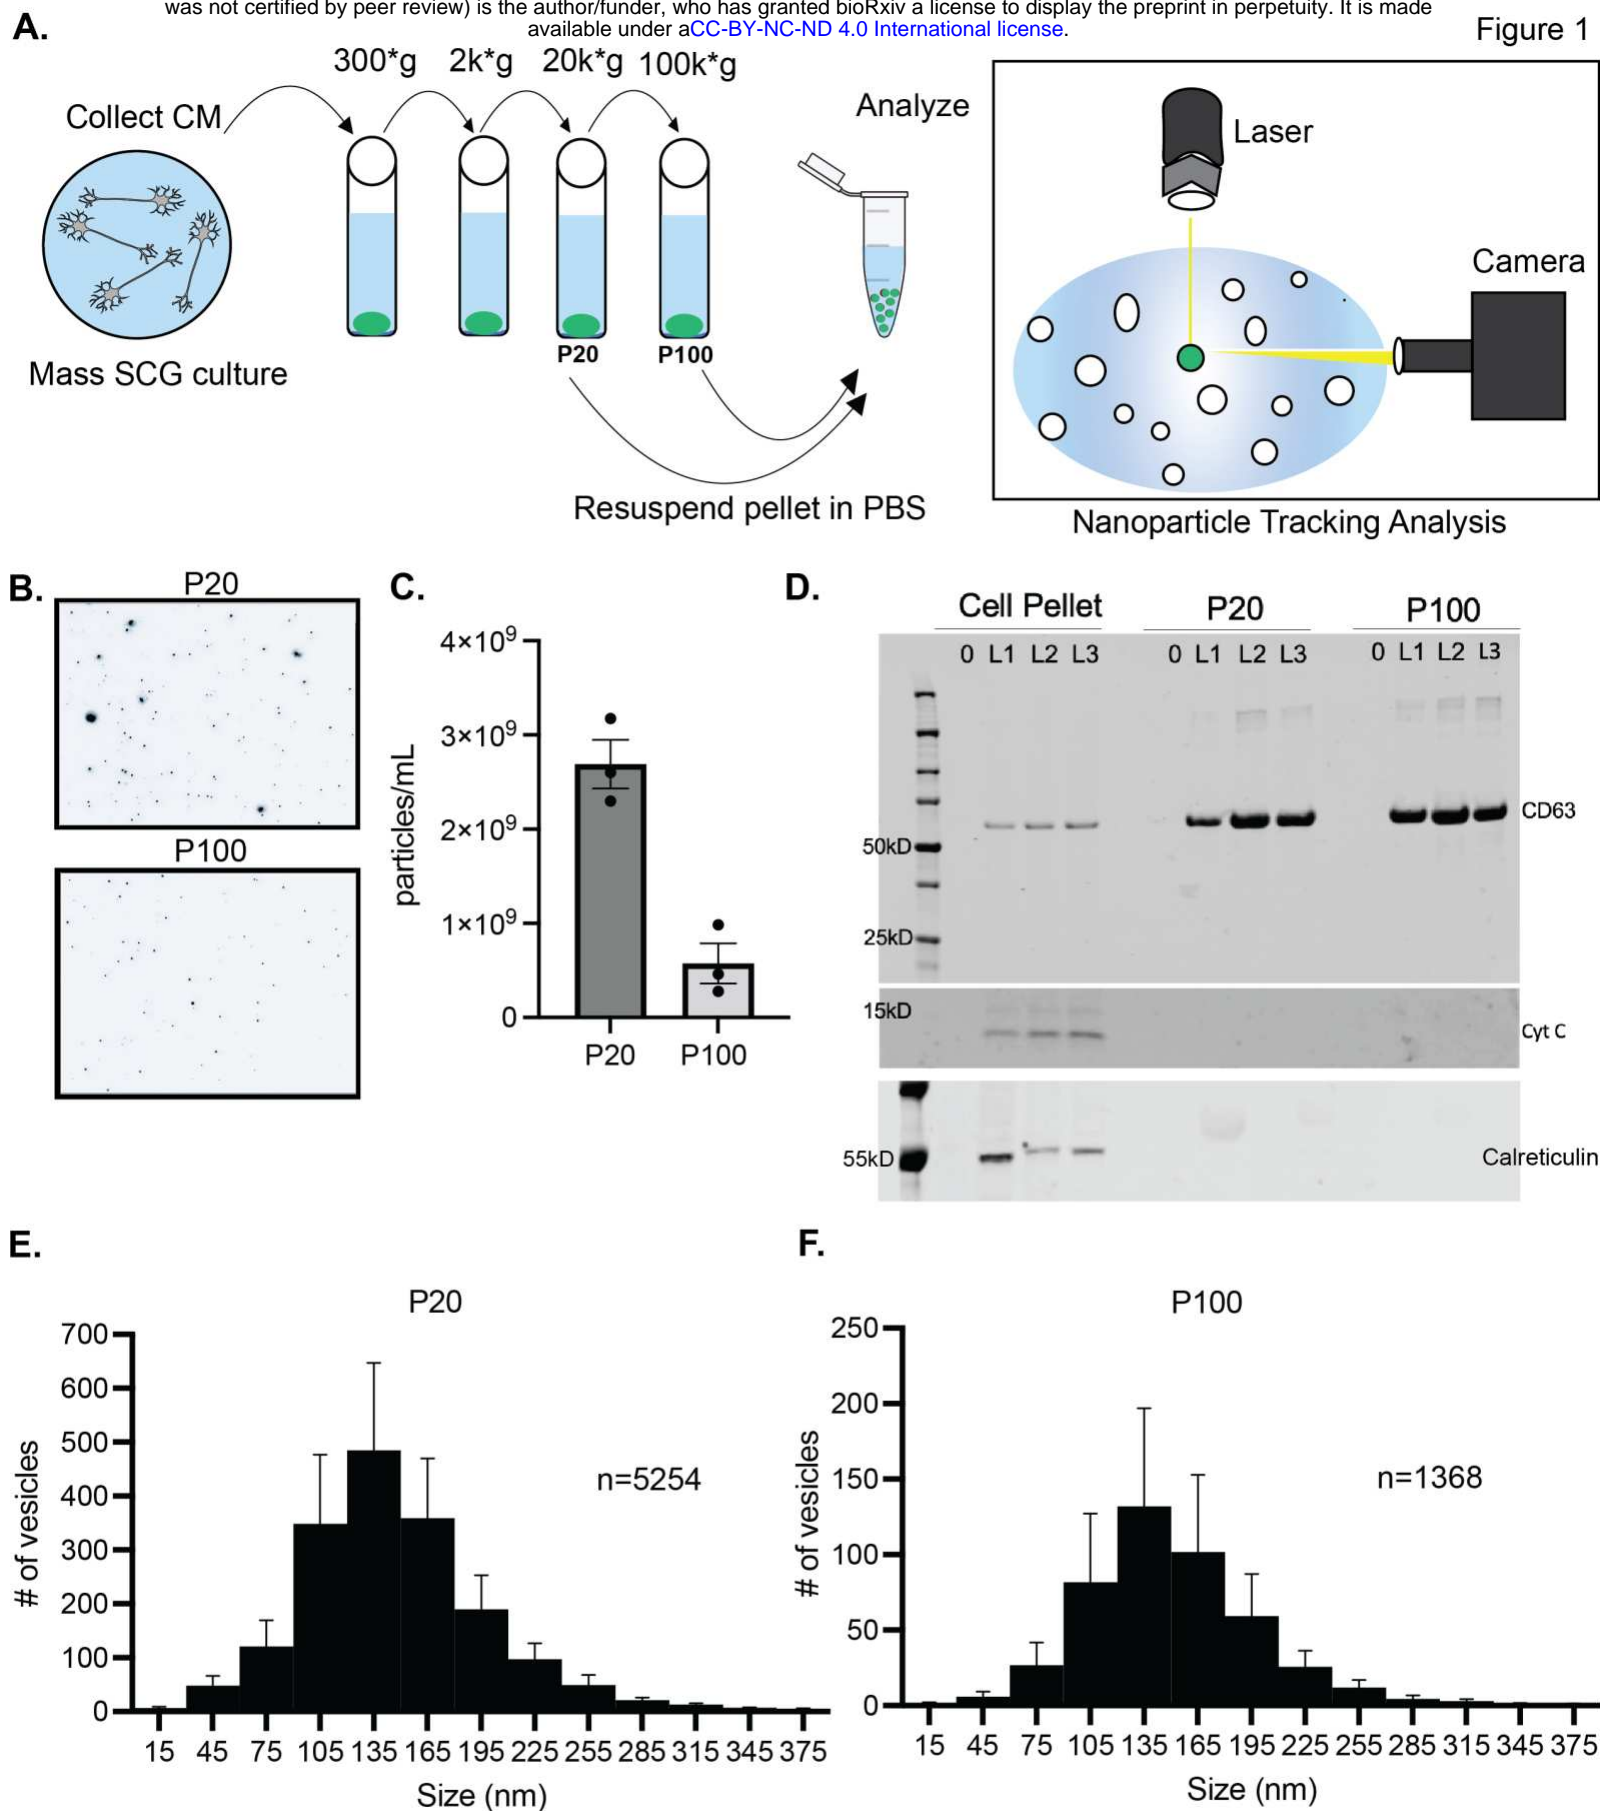 was not certified by peer review) is the author/funder, who has granted bioRxiv a license to display the preprint in perpetuity. It is made
available under aCC-BY-NC-ND 4.0 International license.
Figure 1
A.
300*g 2k*g 20k*g 100k*g
Collect CM
Analyze
Laser
Camera
P20 P100
Mass SCG culture
Resuspend pellet in PBS
Nanoparticle Tracking Analysis
B.
P20
P100
C.
particles/mL
4×10⁹
3×10⁹
2×10⁹
1×10⁹
0
P20 P100
D.
Cell Pellet P20 P100
0 L1 L2 L3 0 L1 L2 L3 0 L1 L2 L3
CD63
50kD
25kD
15kD
Cyt C
55kD
Calreticulin
E.
P20
# of vesicles
700
600
500
400
300
200
100
0
n=5254
15 45 75 105 135 165 195 225 255 285 315 345 375
Size (nm)
F.
P100
# of vesicles
250
200
150
100
50
0
n=1368
15 45 75 105 135 165 195 225 255 285 315 345 375
Size (nm)